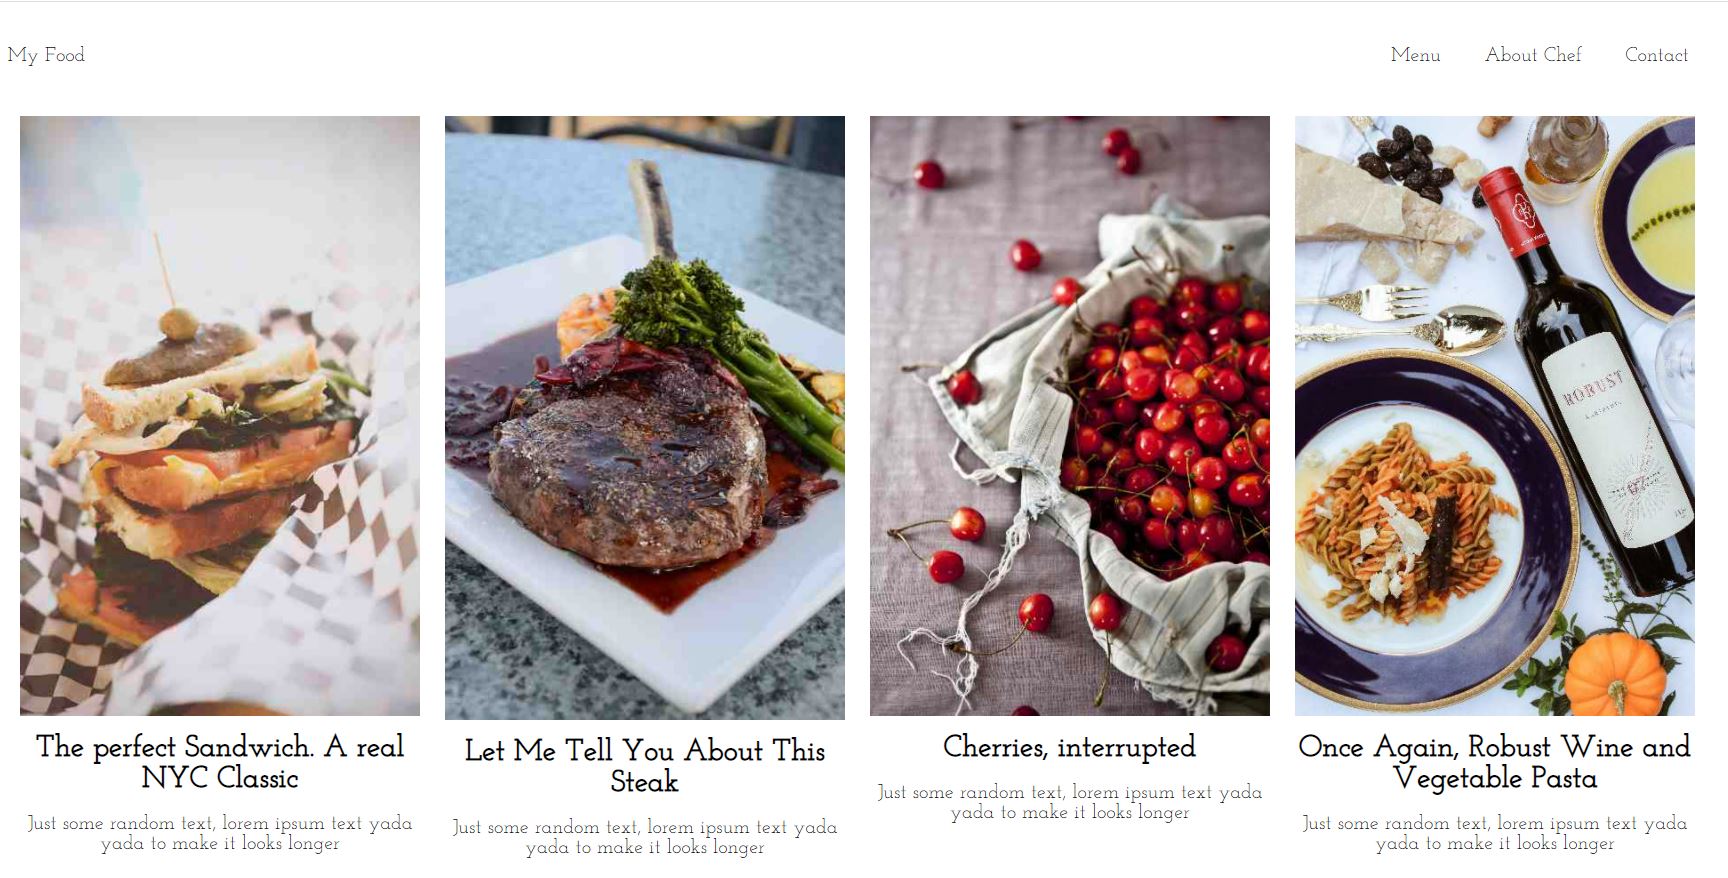 My Food
Menu
About Chef
Contact
ROBUST
The perfect Sandwich. A real
NYC Classic
Just some random text, lorem ipsum text yada
yada to make it looks longer
Let Me Tell You About This
Steak
Just some random text, lorem ipsum text yada
yada to make it looks longer
Cherries, interrupted
Just some random text, lorem ipsum text yada
yada to make it looks longer
Once Again, Robust Wine and
Vegetable Pasta
Just some random text, lorem ipsum text yada
yada to make it looks longer